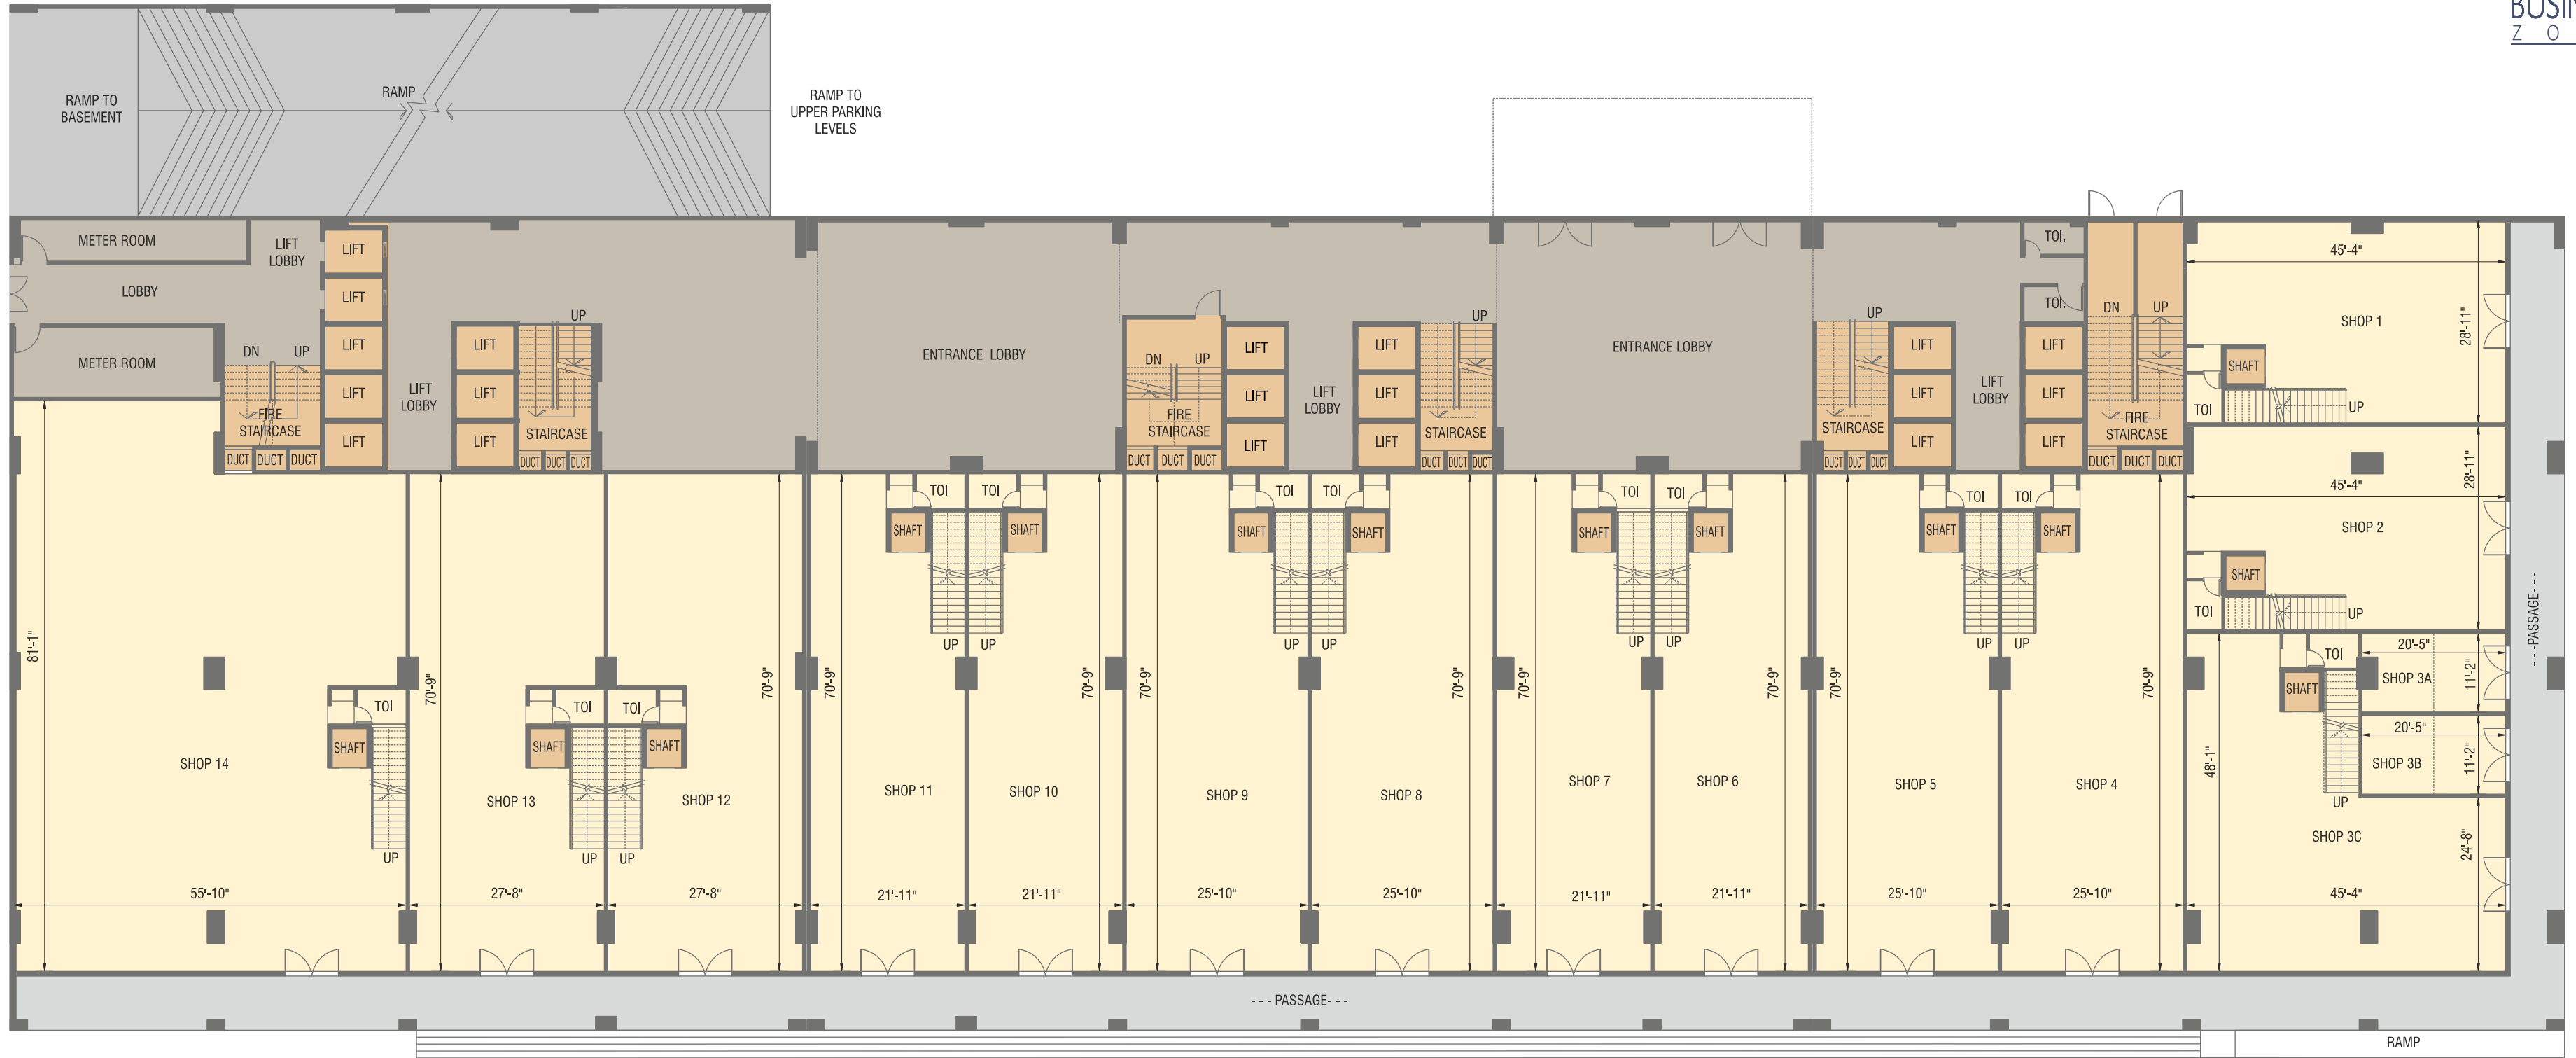 BUSIN
Z O
RAMP TO
BASEMENT
RAMP
RAMP TO
UPPER PARKING
LEVELS
METER ROOM
LIFT
LOBBY
LOBBY
METER ROOM
DN
UP
FIRE
STAIRCASE
DUCT
DUCT
DUCT
LIFT
LIFT
LIFT
LIFT
LIFT
LIFT
LOBBY
LIFT
LIFT
LIFT
UP
STAIRCASE
DUCT
DUCT
DUCT
ENTRANCE LOBBY
DN
UP
FIRE
STAIRCASE
DUCT
DUCT
DUCT
LIFT
LIFT
LIFT
LIFT
LOBBY
LIFT
LIFT
LIFT
UP
STAIRCASE
DUCT
DUCT
DUCT
ENTRANCE LOBBY
UP
STAIRCASE
DUCT
DUCT
DUCT
LIFT
LIFT
LIFT
LIFT
LOBBY
TOI.
TOI.
LIFT
LIFT
LIFT
DN
UP
FIRE
STAIRCASE
DUCT
DUCT
DUCT
45'-4"
SHOP 1
28'-11"
SHAFT
TOI
UP
45'-4"
28'-11"
SHOP 2
SHAFT
TOI
UP
---PASSAGE---
TOI
SHAFT
UP
20'-5"
SHOP 3A
11'-2"
20'-5"
SHOP 3B
11'-2"
48'-1"
SHOP 3C
24'-8"
45'-4"
81'-1"
SHOP 14
TOI
SHAFT
UP
55'-10"
70'-9"
SHOP 13
TOI
SHAFT
UP
27'-8"
TOI
SHAFT
UP
SHOP 12
70'-9"
27'-8"
70'-9"
TOI
SHAFT
UP
SHOP 11
21'-11"
TOI
SHAFT
UP
SHOP 10
70'-9"
21'-11"
70'-9"
TOI
SHAFT
UP
SHOP 9
25'-10"
TOI
SHAFT
UP
SHOP 8
70'-9"
25'-10"
70'-9"
TOI
SHAFT
UP
SHOP 7
21'-11"
TOI
SHAFT
UP
SHOP 6
70'-9"
21'-11"
70'-9"
TOI
SHAFT
UP
SHOP 5
25'-10"
TOI
SHAFT
UP
SHOP 4
70'-9"
25'-10"
--- PASSAGE---
RAMP